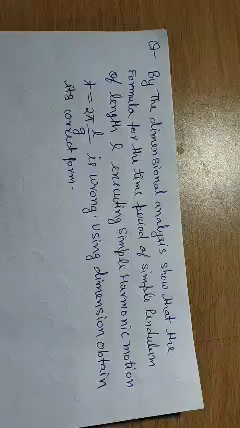 Q- By The dimensional analysis show that the
Formula for the time period of simple Pendulum
of length l executing Simple Harmonic motion
t = 2π l/g is wrong. Using dimension obtain
its correct form.